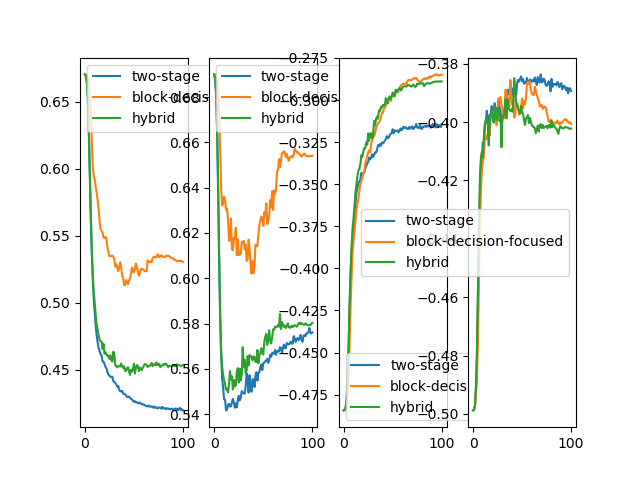 two-stage
block-decis
hybrid
0.65
0.60
0.55
0.50
0.45
0 100
two-stage
block-decis
hybrid
0.68
0.66
0.64
0.62
0.60
0.58
0.56
0.54
0 100
−0.275
−0.300
−0.325
−0.350
−0.375
−0.400
−0.425
−0.450
−0.475
two-stage
block-decis
hybrid
0 100
−0.38
−0.40
−0.42
−0.46
−0.48
−0.50
two-stage
block-decision-focused
hybrid
0 100